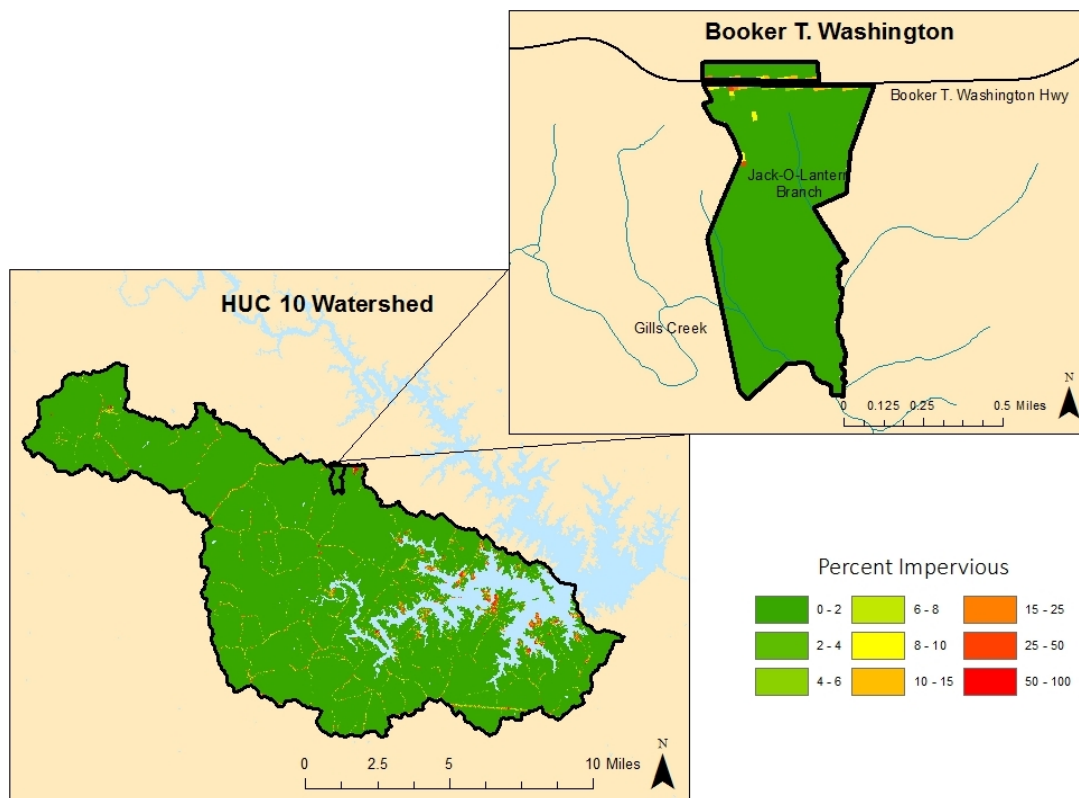 Booker T. Washington
Booker T. Washington Hwy
Jack-O-Lantern
Branch
Gills Creek
N
0 0.125 0.25 0.5 Miles
HUC 10 Watershed
N
0 2.5 5 10 Miles
Percent Impervious
0 - 2 6 - 8 15 - 25
2 - 4 8 - 10 25 - 50
4 - 6 10 - 15 50 - 100